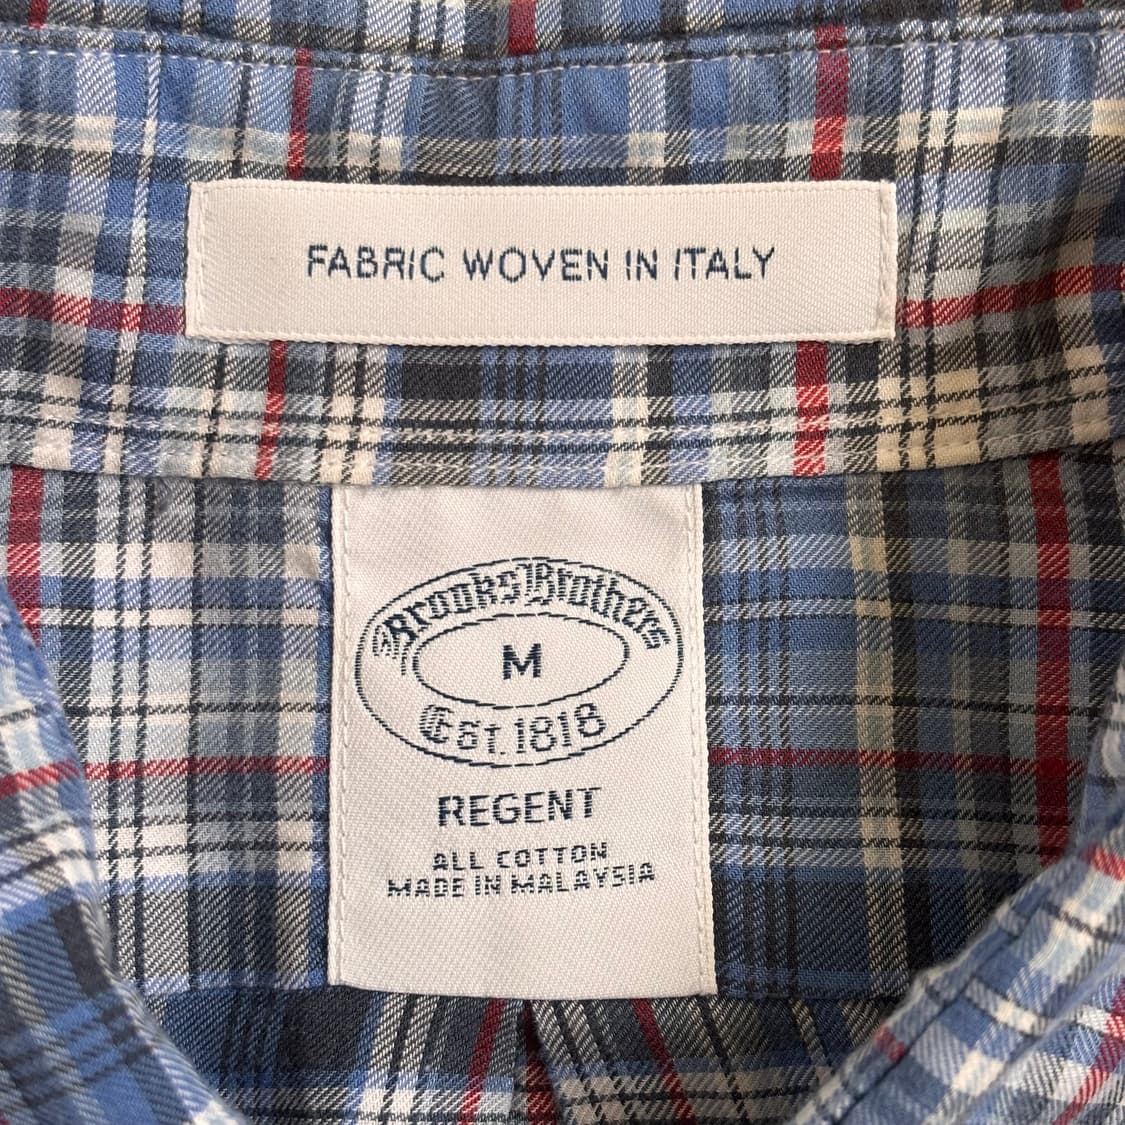 FABRIC WOVEN IN ITALY
Brooks Brothers
M
Est. 1818
REGENT
ALL COTTON
MADE IN MALAYSIA